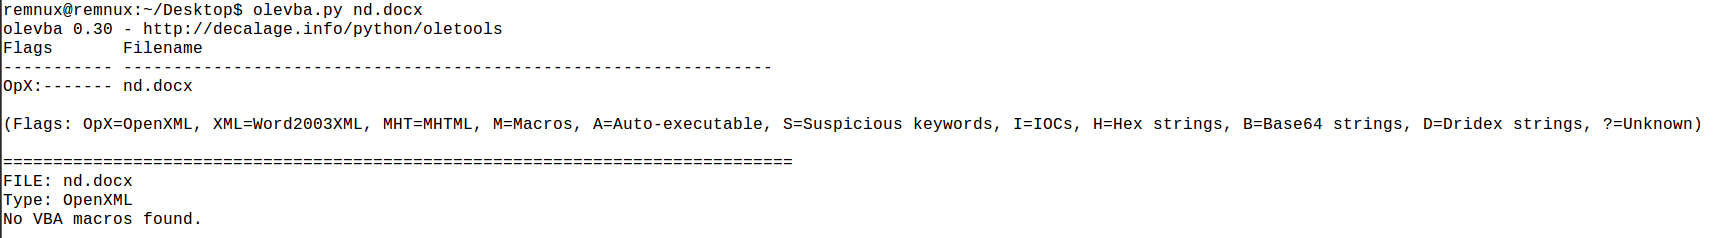 remnux@remnux:~/Desktop$ olevba.py nd.docx
olevba 0.30 - http://decalage.info/python/oletools
Flags       Filename
----------- -----------------------------------------------------------------
OpX:------- nd.docx
(Flags: OpX=OpenXML, XML=Word2003XML, MHT=MHTML, M=Macros, A=Auto-executable, S=Suspicious keywords, I=IOCs, H=Hex strings, B=Base64 strings, D=Dridex strings, ?=Unknown)
===============================================================================
FILE: nd.docx
Type: OpenXML
No VBA macros found.